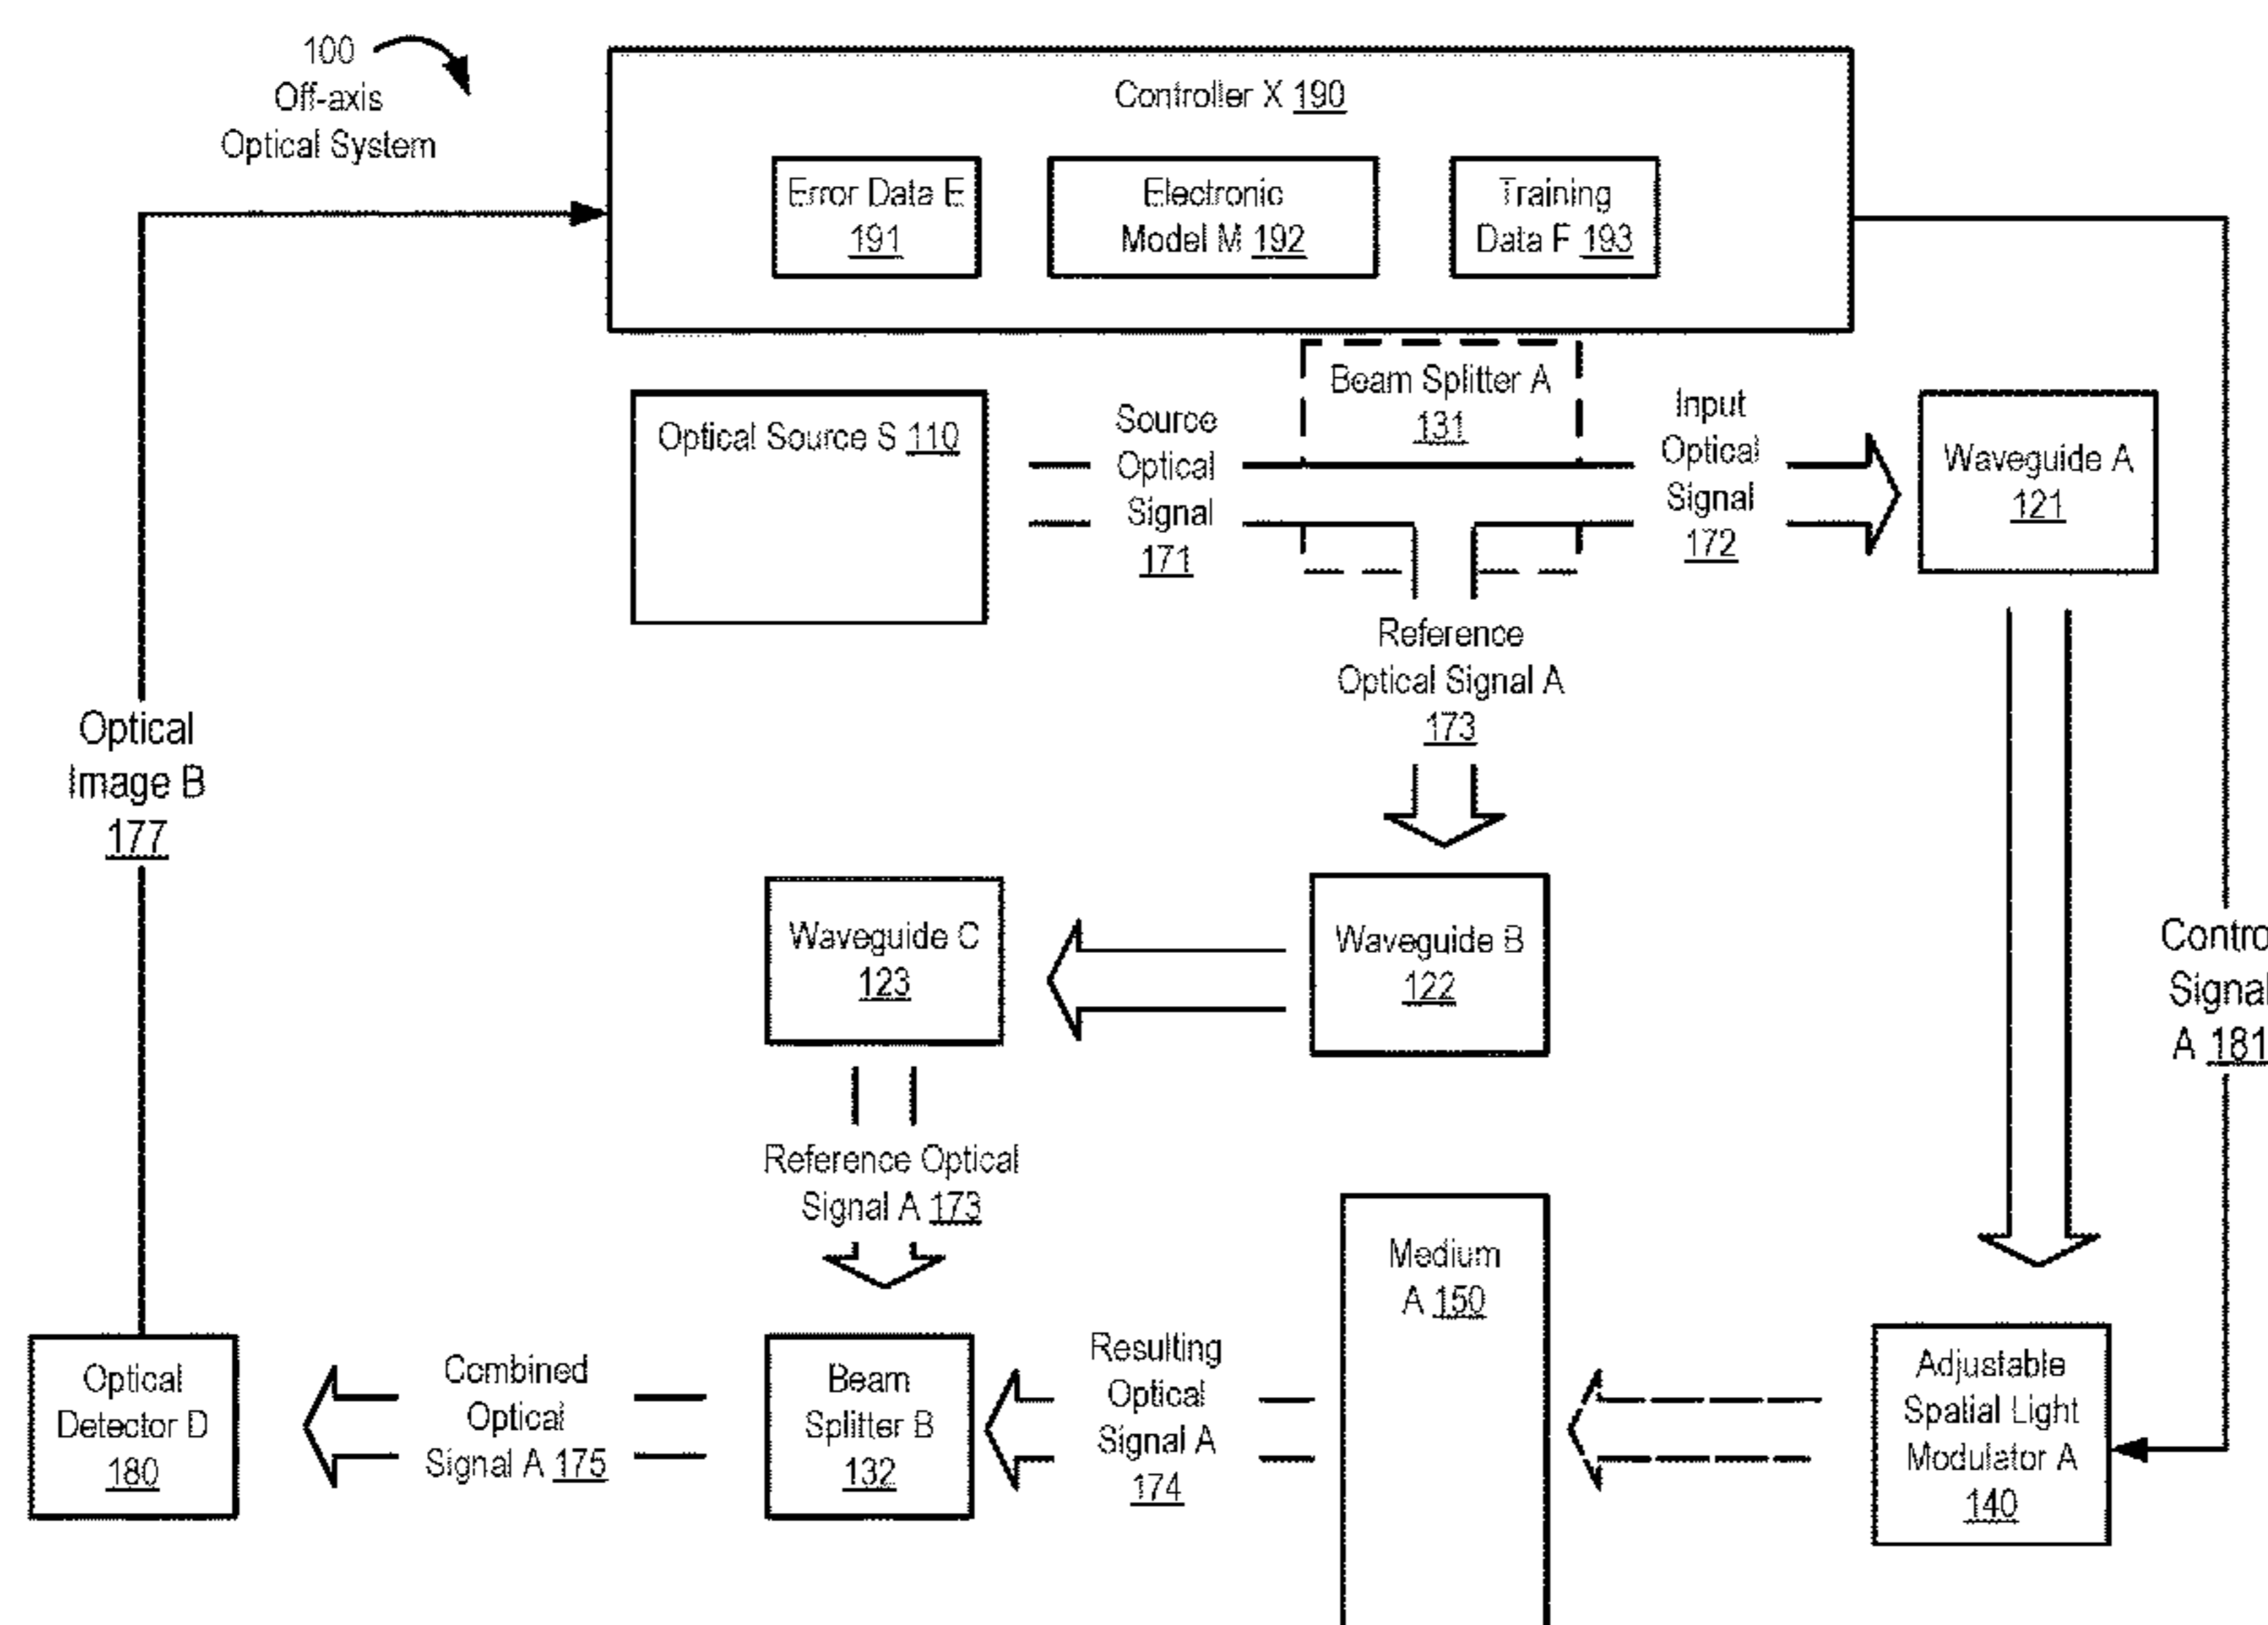 100
Off-axis
Optical System
Controller X 190
Error Data E
191
Electronic
Model M 192
Training
Data F 193
Optical Source S 110
Source
Optical
Signal
171
Beam Splitter A
131
Input
Optical
Signal
172
Waveguide A
121
Reference
Optical Signal A
173
Optical
Image B
177
Waveguide C
123
Waveguide B
122
Contro
Signal
A 181
Reference Optical
Signal A 173
Medium
A 150
Optical
Detector D
180
Combined
Optical
Signal A 175
Beam
Splitter B
132
Resulting
Optical
Signal A
174
Adjustable
Spatial Light
Modulator A
140